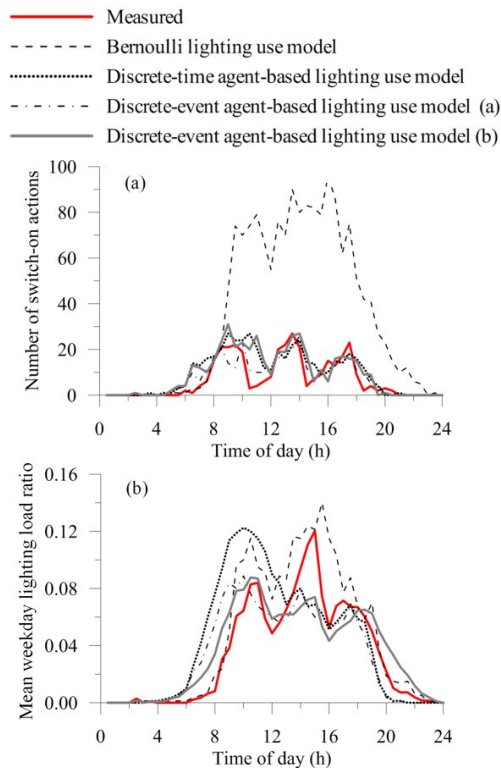 Measured
Bernoulli lighting use model
Discrete-time agent-based lighting use model
Discrete-event agent-based lighting use model (a)
Discrete-event agent-based lighting use model (b)
(a)
Number of switch-on actions
100
80
60
40
20
0
0 4 8 12 16 20 24
Time of day (h)
(b)
Mean weekday lighting load ratio
0.16
0.12
0.08
0.04
0.00
0 4 8 12 16 20 24
Time of day (h)